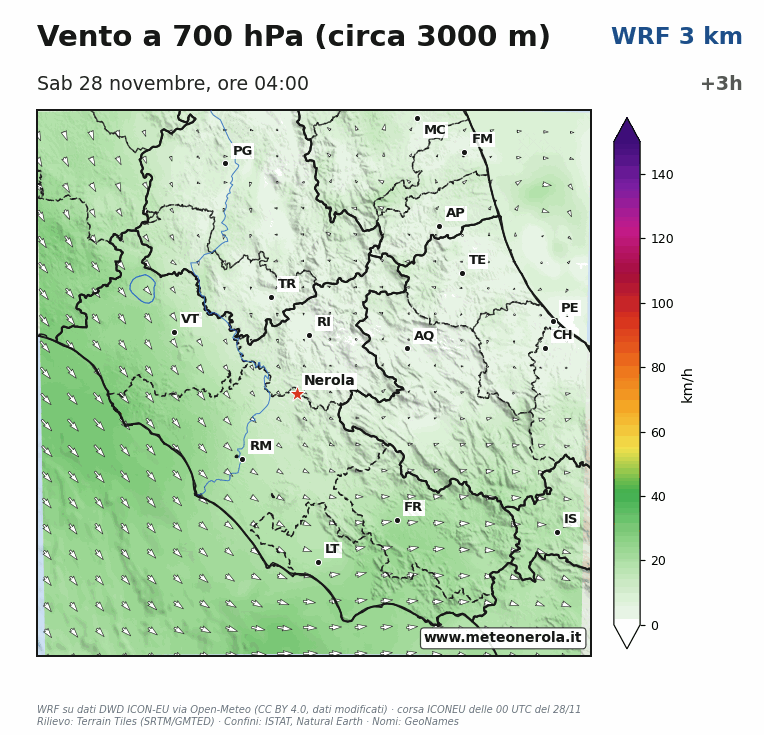 Vento a 700 hPa (circa 3000 m)
WRF 3 km
Sab 28 novembre, ore 04:00
+3h
MC
FM
PG
AP
TE
TR
PE
VT
RI
AQ
CH
Nerola
RM
FR
IS
LT
www.meteonerola.it
140
120
100
80
60
40
20
0
km/h
WRF su dati DWD ICON-EU via Open-Meteo (CC BY 4.0, dati modificati) · corsa ICONEU delle 00 UTC del 28/11
Rilievo: Terrain Tiles (SRTM/GMTED) · Confini: ISTAT, Natural Earth · Nomi: GeoNames